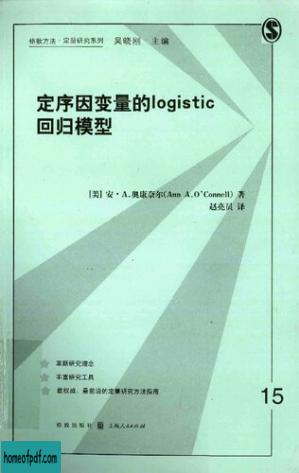 格致方法·定量研究系列 吴晓刚 主编
定序因变量的logistic
回归模型
[美] 安·A.奥康奈尔(Ann A.O'Connell) 著
赵亮员 译
革新研究理念
丰富研究工具
最权威、最前沿的定量研究方法指南
15
格致出版社 上海人民出版社
homeofpdf.com